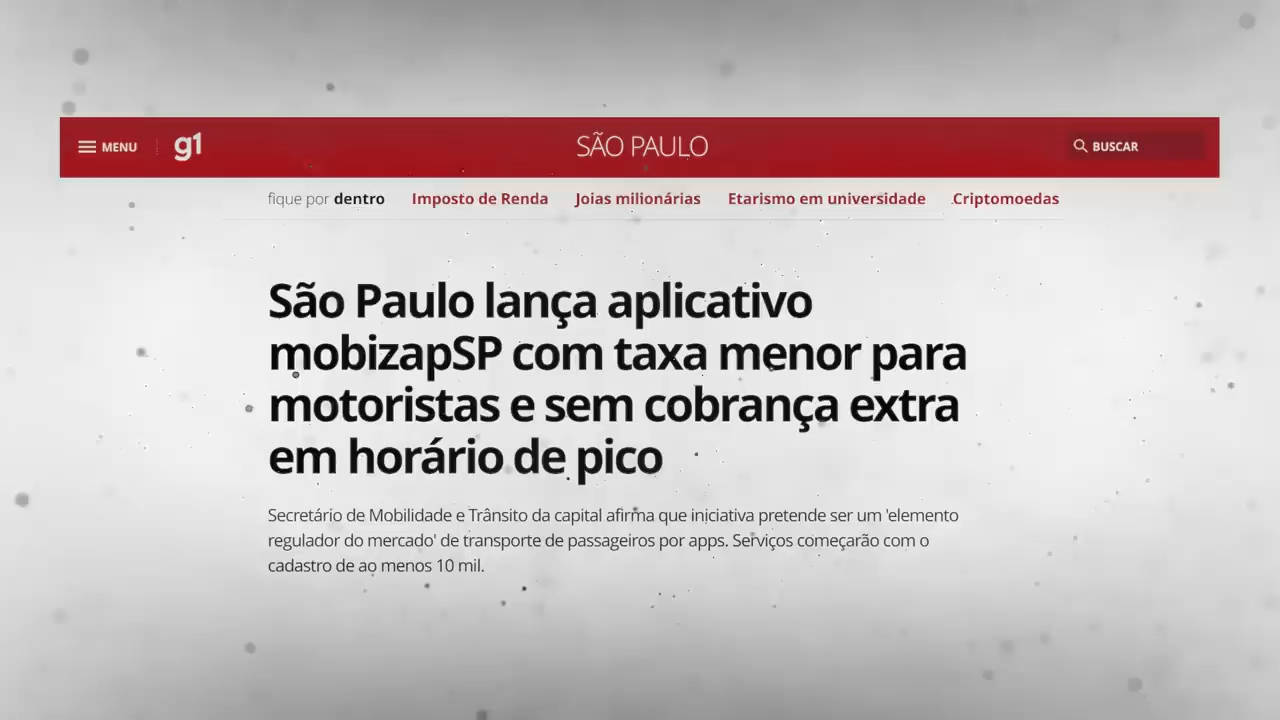 MENU
g1
SÃO PAULO
BUSCAR
fique por dentro Imposto de Renda Joias milionárias Etarismo em universidade Criptomoedas
São Paulo lança aplicativo
mobizapSP com taxa menor para
motoristas e sem cobrança extra
em horário de pico
Secretário de Mobilidade e Trânsito da capital afirma que iniciativa pretende ser um 'elemento
regulador do mercado' de transporte de passageiros por apps. Serviços começarão com o
cadastro de ao menos 10 mil.